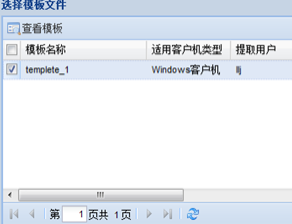 选择模板文件
查看模板
模板名称 适用客户机类型 提取用户
templete_1 Windows客户机 llj
第 1 页共 1 页